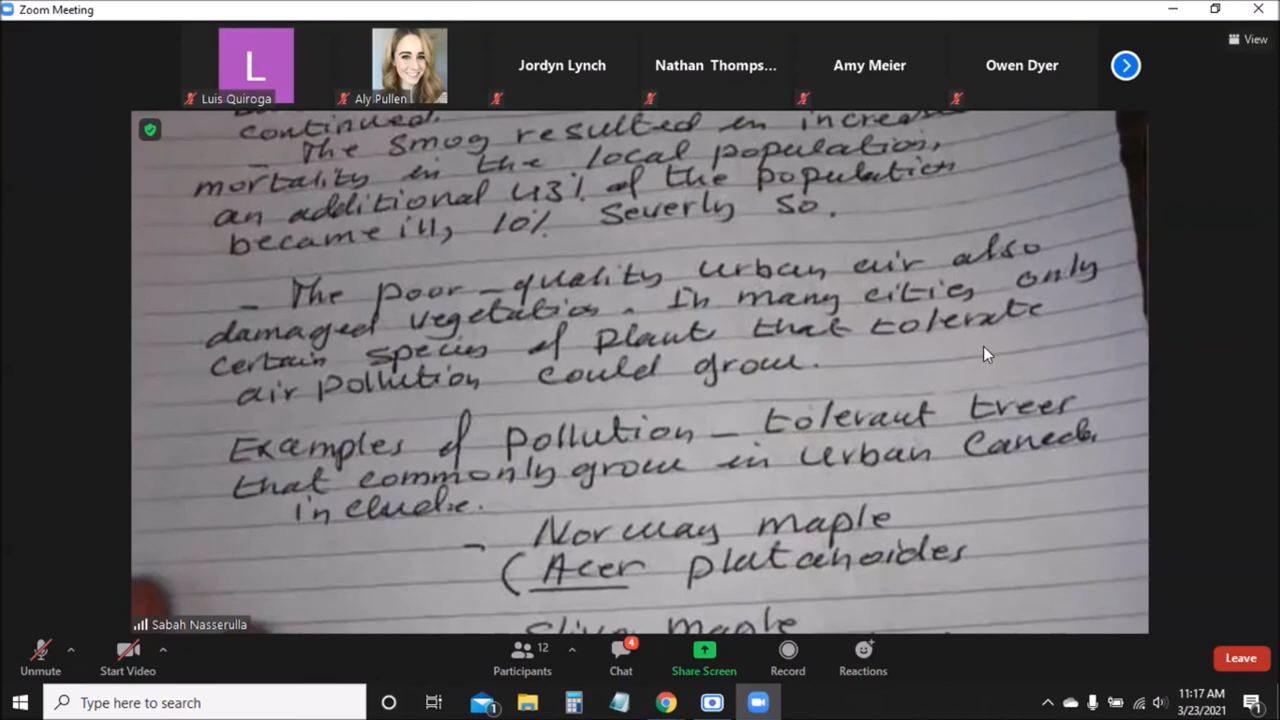 Zoom Meeting
View
L
Luis Quiroga
Aly Pullen
Jordyn Lynch
Nathan Thomps...
Amy Meier
Owen Dyer
continued.
- The Smog resulted in increase
mortality in the local population,
an additional 43% of the population
became ill, 10% Severly so.
- The poor-quality urban air also
damaged vegetation. In many cities only
certain species of plant that tolerate
air pollution could grow.
Examples of pollution-tolerant trees
that commonly grow in urban Canada
include.
- Norway maple
(Acer platanoides
maple
Sabah Nasserulla
Unmute
Start Video
12
Participants
4
Chat
Share Screen
Record
Reactions
Leave
Type here to search
1
11:17 AM
3/23/2021
1